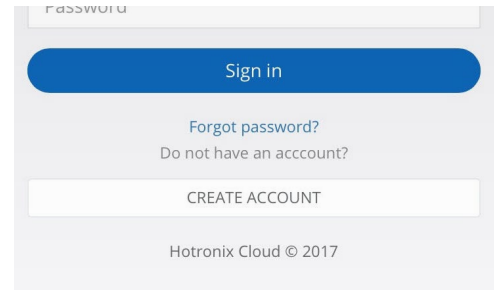 Password
Sign in
Forgot password?
Do not have an acccount?
CREATE ACCOUNT
Hotronix Cloud © 2017